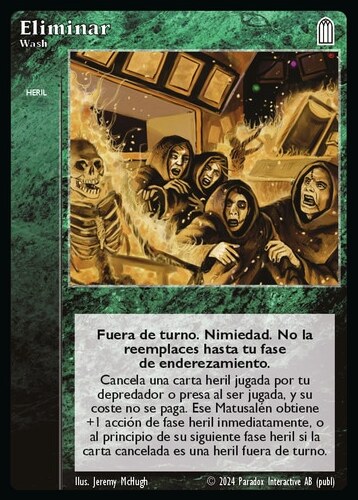 Eliminar
Wash
HERIL
Fuera de turno. Nimiedad. No la
reemplaces hasta tu fase
de enderezamiento.
Cancela una carta heril jugada por tu
depredador o presa al ser jugada, y su
coste no se paga. Ese Matusalén obtiene
+1 acción de fase heril inmediatamente, o
al principio de su siguiente fase heril si la
carta cancelada es una heril fuera de turno.
Ilus. Jeremy McHugh
© 2024 Paradox Interactive AB (publ)